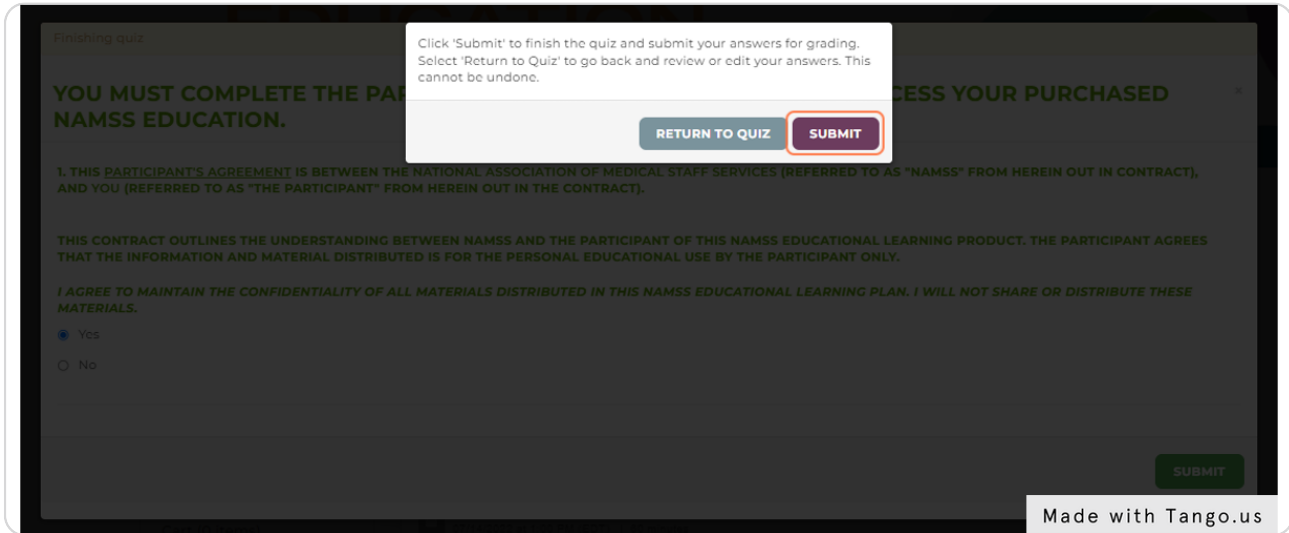 Finishing quiz
Click 'Submit' to finish the quiz and submit your answers for grading.
Select 'Return to Quiz' to go back and review or edit your answers. This
cannot be undone.
RETURN TO QUIZ
SUBMIT
YOU MUST COMPLETE THE PAR
CESS YOUR PURCHASED
NAMSS EDUCATION.
×
1. THIS PARTICIPANT'S AGREEMENT IS BETWEEN THE NATIONAL ASSOCIATION OF MEDICAL STAFF SERVICES (REFERRED TO AS "NAMSS" FROM HEREIN OUT IN CONTRACT),
AND YOU (REFERRED TO AS "THE PARTICIPANT" FROM HEREIN OUT IN THE CONTRACT).
THIS CONTRACT OUTLINES THE UNDERSTANDING BETWEEN NAMSS AND THE PARTICIPANT OF THIS NAMSS EDUCATIONAL LEARNING PRODUCT. THE PARTICIPANT AGREES
THAT THE INFORMATION AND MATERIAL DISTRIBUTED IS FOR THE PERSONAL EDUCATIONAL USE BY THE PARTICIPANT ONLY.
I AGREE TO MAINTAIN THE CONFIDENTIALITY OF ALL MATERIALS DISTRIBUTED IN THIS NAMSS EDUCATIONAL LEARNING PLAN. I WILL NOT SHARE OR DISTRIBUTE THESE
MATERIALS.
Yes
No
SUBMIT
Made with Tango.us